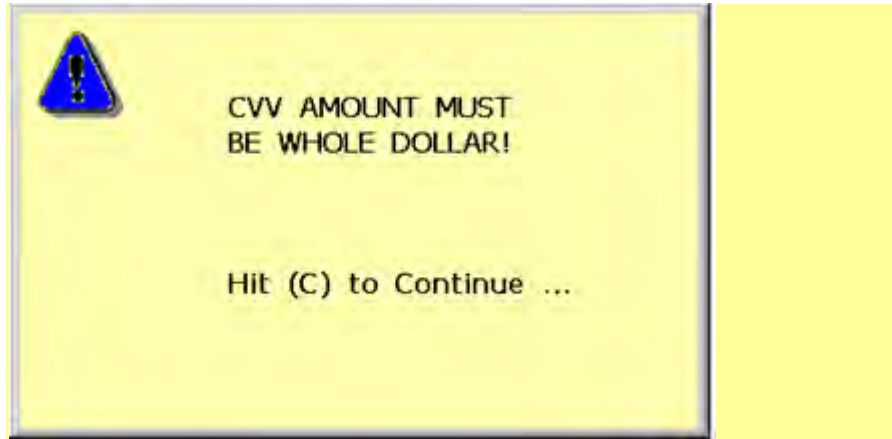 CVV AMOUNT MUST
BE WHOLE DOLLAR!
Hit (C) to Continue ...